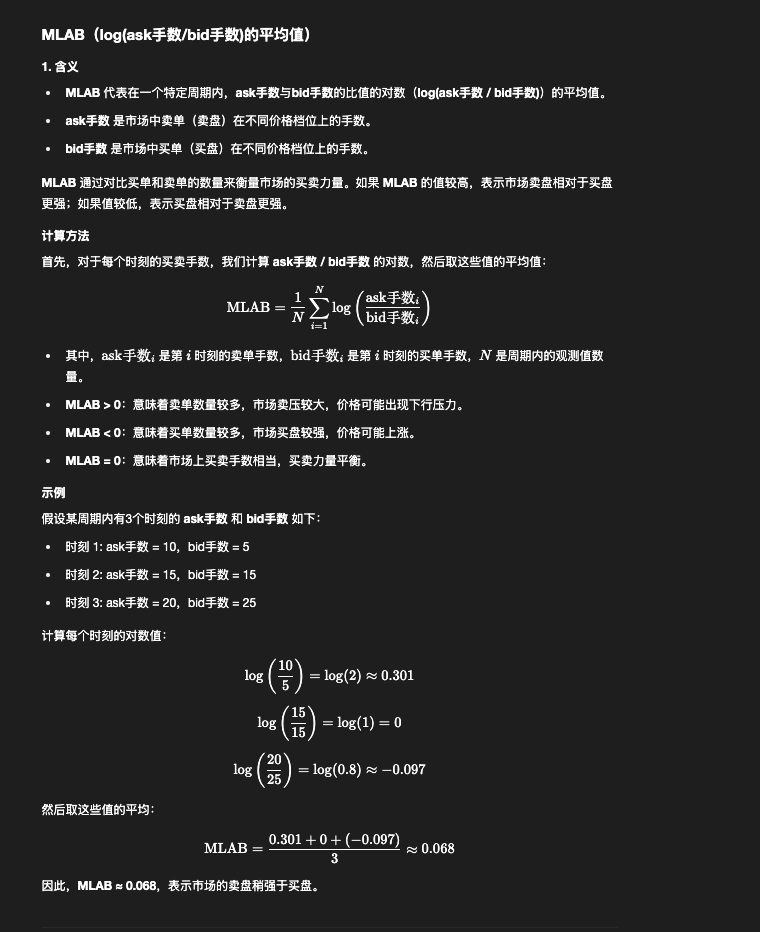 MLAB（log(ask手数/bid手数)的平均值）
1. 含义
• MLAB 代表在一个特定周期内，ask手数与bid手数的比值的对数（log(ask手数 / bid手数)）的平均值。
• ask手数 是市场中卖单（卖盘）在不同价格档位上的手数。
• bid手数 是市场中买单（买盘）在不同价格档位上的手数。
MLAB 通过对比买单和卖单的数量来衡量市场的买卖力量。如果 MLAB 的值较高，表示市场卖盘相对于买盘
更强；如果值较低，表示买盘相对于卖盘更强。
计算方法
首先，对于每个时刻的买卖手数，我们计算 ask手数 / bid手数 的对数，然后取这些值的平均值：
MLAB = \frac{1}{N} \sum_{i=1}^{N} \log \left( \frac{ask手数_i}{bid手数_i} \right)
• 其中，ask手数_i 是第 i 时刻的卖单手数，bid手数_i 是第 i 时刻的买单手数，N 是周期内的观测值数
量。
• MLAB > 0：意味着卖单数量较多，市场卖压较大，价格可能出现下行压力。
• MLAB < 0：意味着买单数量较多，市场买盘较强，价格可能上涨。
• MLAB = 0：意味着市场上买卖手数相当，买卖力量平衡。
示例
假设某周期内有3个时刻的 ask手数 和 bid手数 如下：
• 时刻 1: ask手数 = 10，bid手数 = 5
• 时刻 2: ask手数 = 15，bid手数 = 15
• 时刻 3: ask手数 = 20，bid手数 = 25
计算每个时刻的对数值：
\log \left( \frac{10}{5} \right) = \log(2) ≈ 0.301
\log \left( \frac{15}{15} \right) = \log(1) = 0
\log \left( \frac{20}{25} \right) = \log(0.8) ≈ −0.097
然后取这些值的平均：
MLAB = \frac{0.301 + 0 + (−0.097)}{3} ≈ 0.068
因此，MLAB ≈ 0.068，表示市场的卖盘稍强于买盘。